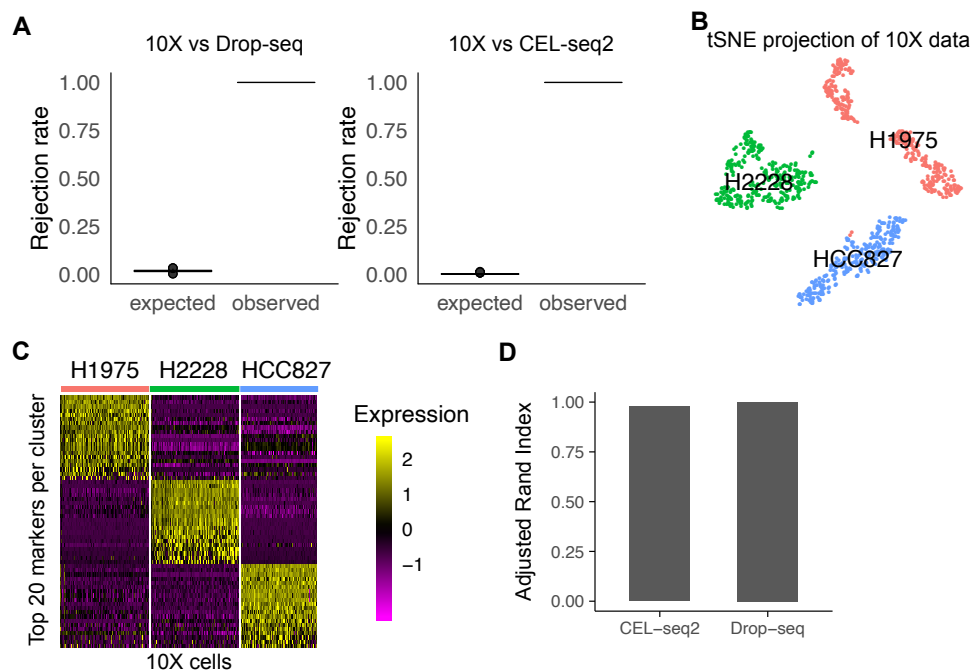 A
10X vs Drop-seq
Rejection rate
1.00
0.75
0.50
0.25
0.00
expected observed
10X vs CEL-seq2
Rejection rate
1.00
0.75
0.50
0.25
0.00
expected observed
B
tSNE projection of 10X data
H1975
H2228
HCC827
C
H1975 H2228 HCC827
Top 20 markers per cluster
10X cells
Expression
2
1
0
−1
D
Adjusted Rand Index
1.00
0.75
0.50
0.25
0.00
CEL−seq2 Drop−seq